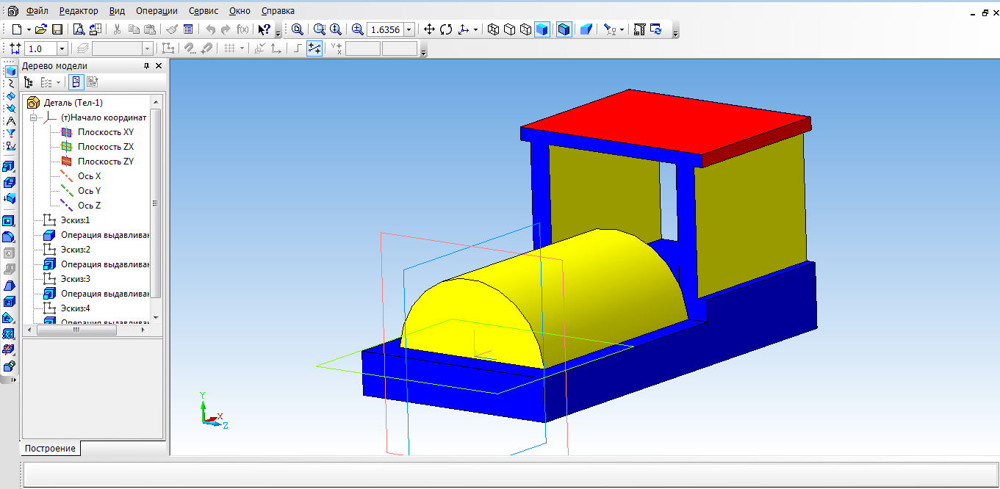 Файл Редактор Вид Операции Сервис Окно Справка
f(x) 1.6356
1.0
Дерево модели
Деталь (Тел-1)
(т)Начало координат
Плоскость XY
Плоскость ZX
Плоскость ZY
Ось X
Ось Y
Ось Z
Эскиз:1
Операция выдавливан
Эскиз:2
Операция выдавливан
Эскиз:3
Операция выдавливан
Эскиз:4
Операция выдавливан
Построение
Y
X
Z